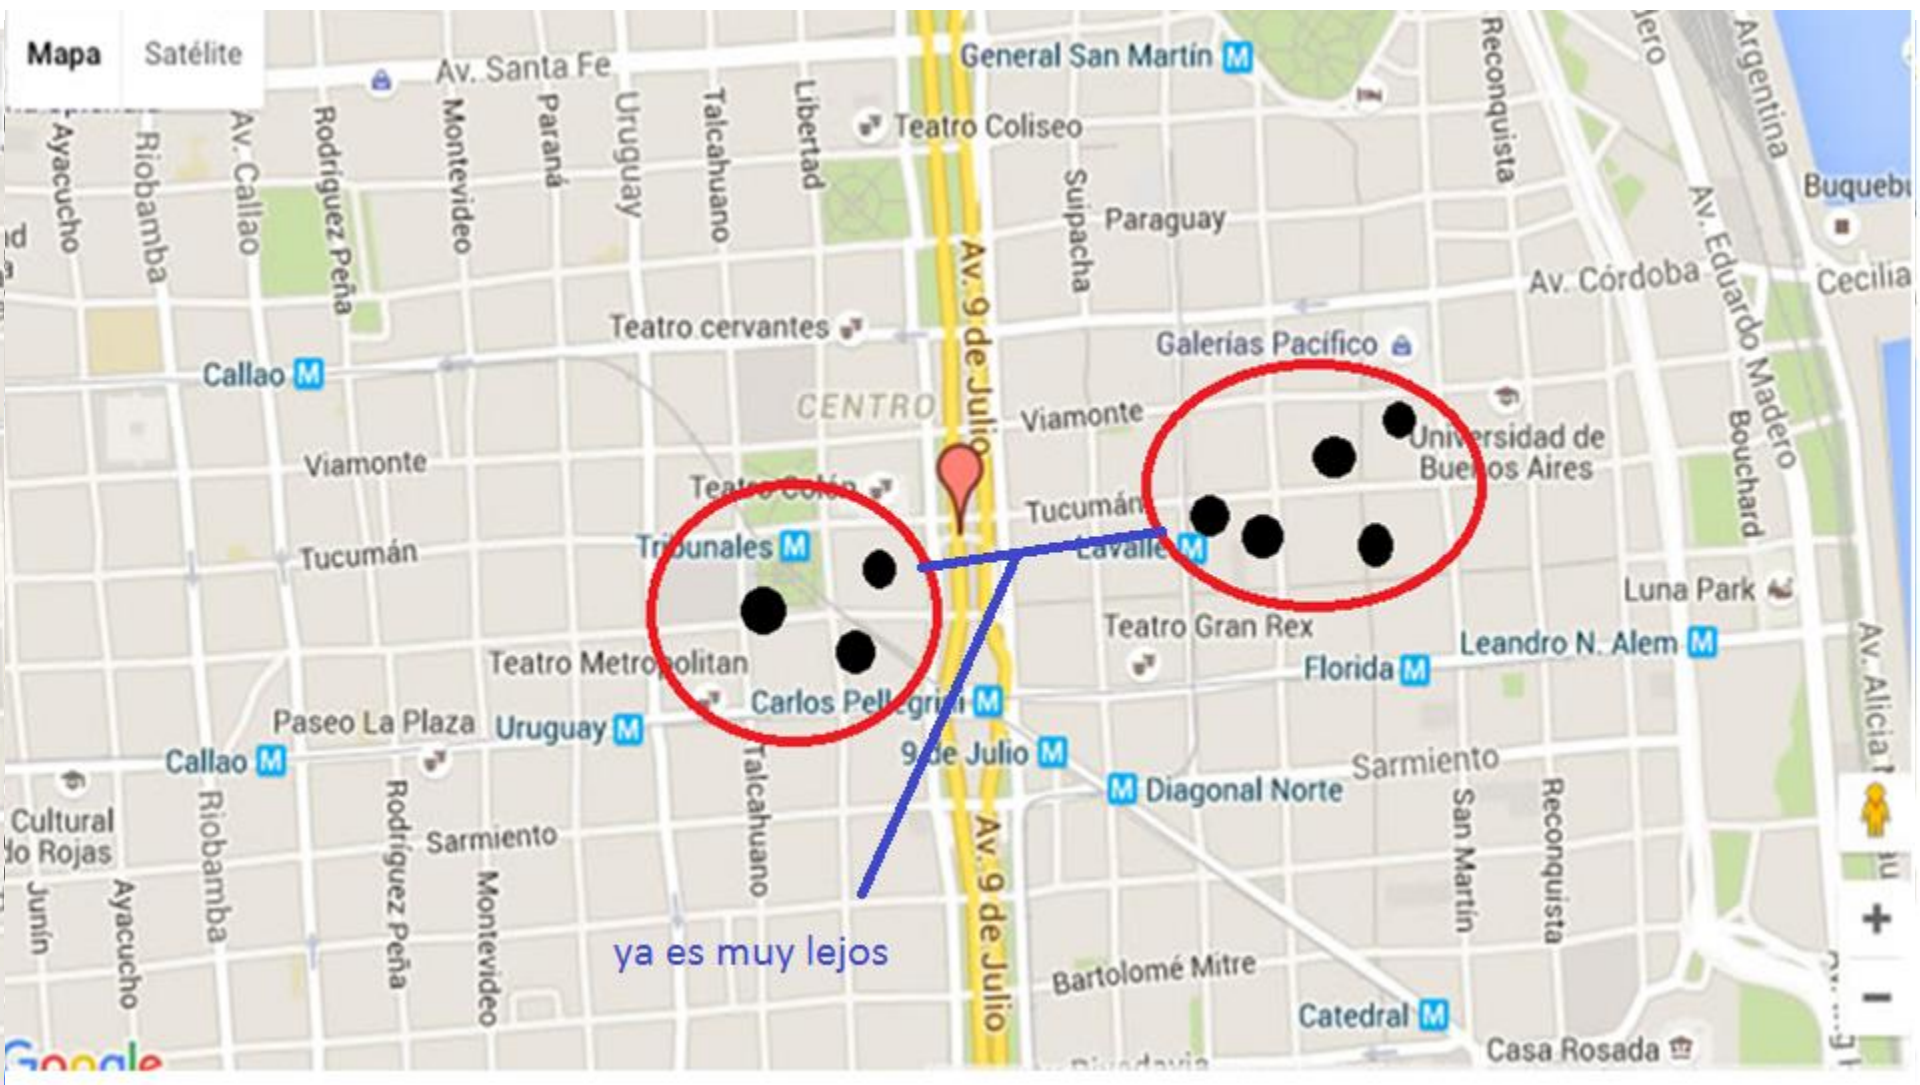 Mapa
Satélite
Av. Santa Fe
General San Martín M
Teatro Coliseo
Ayacucho
Riobamba
Av. Callao
Rodríguez Peña
Montevideo
Paraná
Uruguay
Talcahuano
Libertad
Suipacha
Reconquista
Argentina
Av. Eduardo Madero
Paraguay
Av. 9 de Julio
Av. Córdoba
Cecilia
Teatro cervantes
Galerías Pacífico
Callao M
CENTRO
Viamonte
Viamonte
Universidad de
Buenos Aires
Bouchard
Teatro Colón
Tucumán
Tribunales M
Tucumán
Lavalle M
Luna Park
Teatro Gran Rex
Leandro N. Alem M
Teatro Metropolitan
Florida M
Carlos Pellegrini M
Paseo La Plaza
Uruguay M
Callao M
9 de Julio M
Sarmiento
M Diagonal Norte
Talcahuano
Cultural
Riobamba
Rodríguez Peña
Sarmiento
Av. 9 de Julio
San Martín
Reconquista
Junín
Ayacucho
Montevideo
ya es muy lejos
Bartolomé Mitre
Catedral M
Casa Rosada
Google
+
−